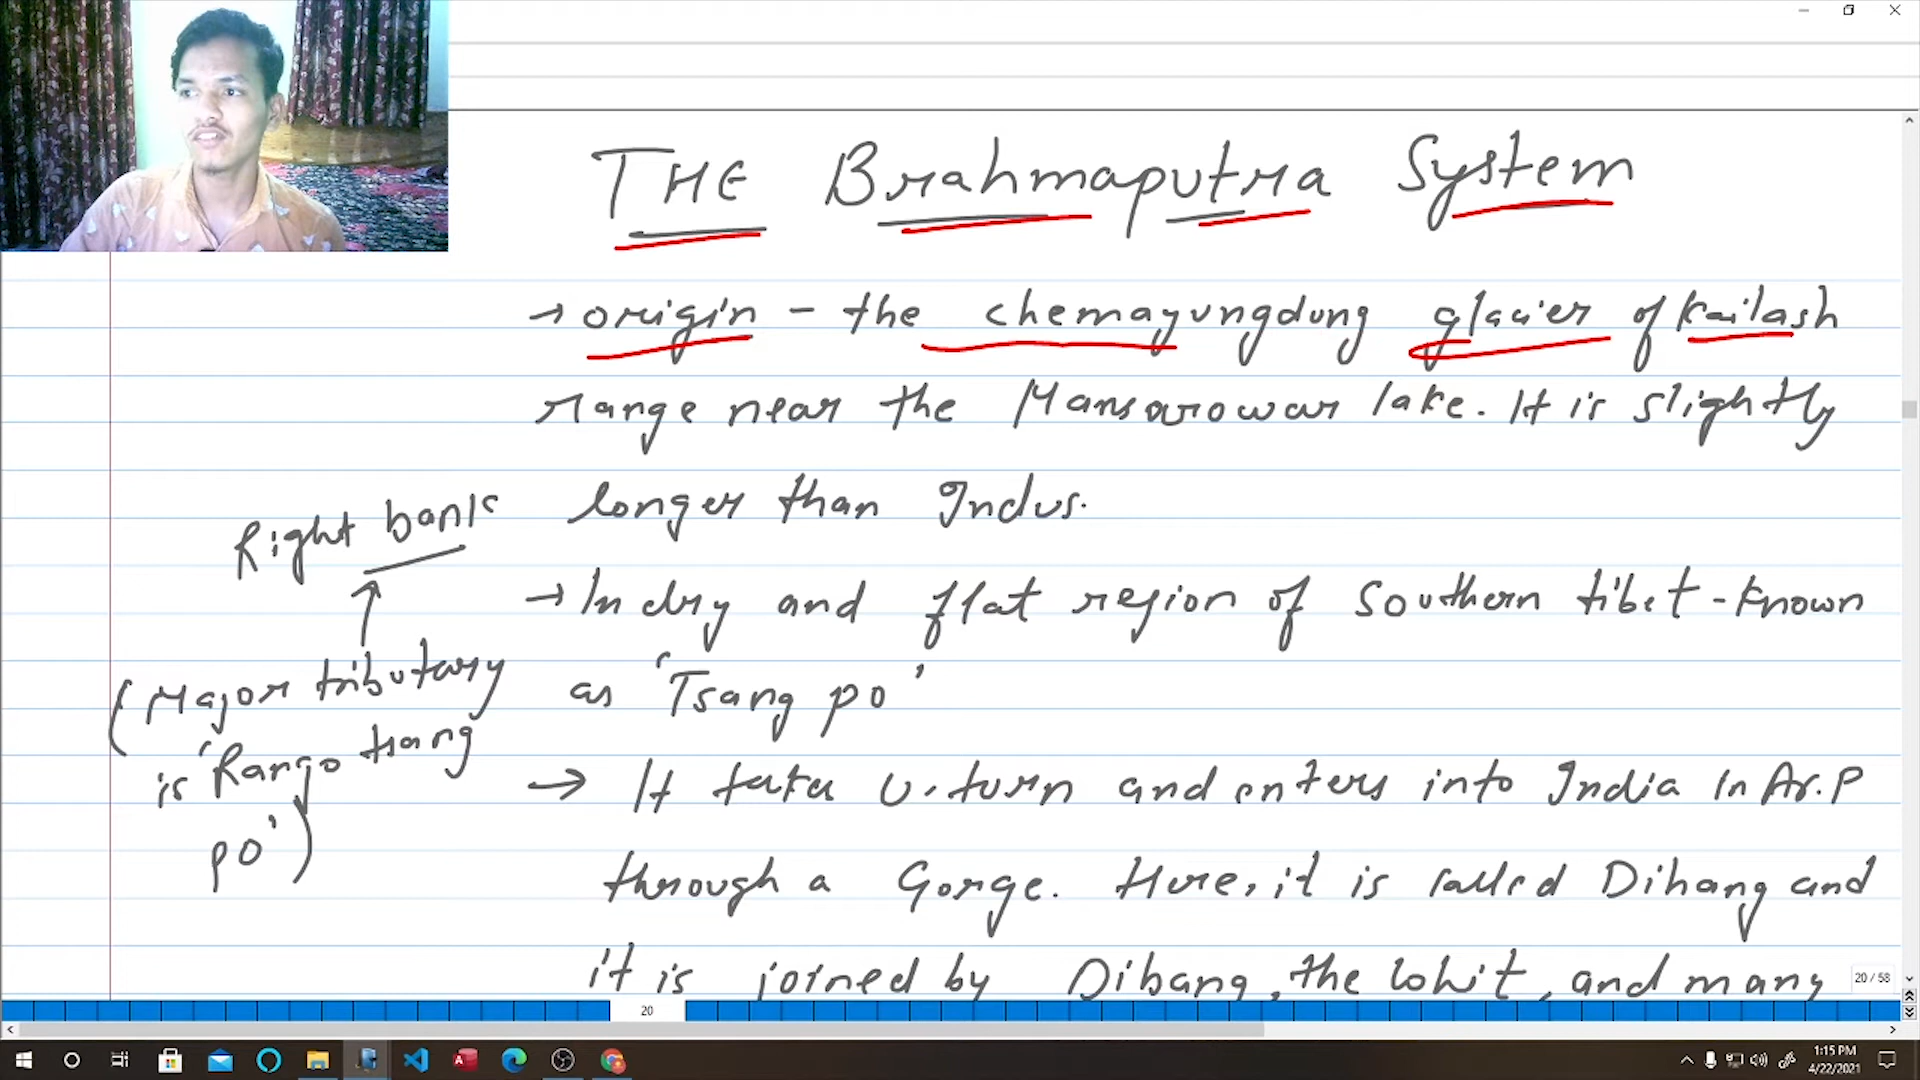 THE Brahmaputra System
→ origin - the chemayungdung glacier of Kailash
range near the Mansarowar lake. It is slightly
longer than Indus.
→ In dry and flat region of Southern tibet - known
as 'Tsang po'
Right bank
(Major tributary
is 'Rango tsang
po')
→ It takes U-turn and enters into India in Ar.P
through a Gorge. Here, it is called Dihang and
it is joined by Dibang, the lohit, and many
20 / 58
20
1:15 PM
4/22/2021